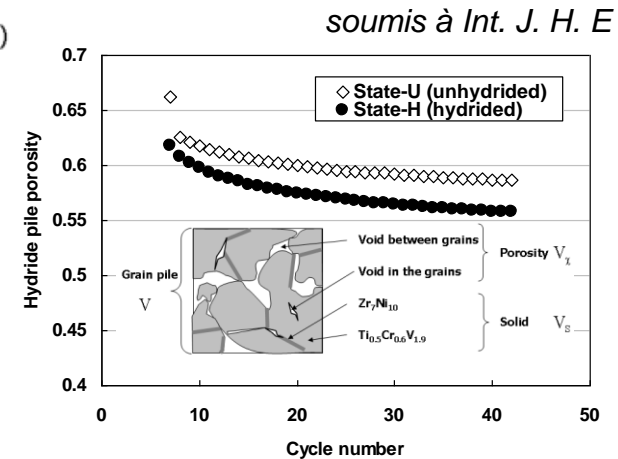 soumis à Int. J. H. E
)
0.7
0.65
0.6
0.55
0.5
0.45
0.4
Hydride pile porosity
State-U (unhydrided)
State-H (hydrided)
Void between grains
Void in the grains
Zr₇Ni₁₀
Ti₀.₅Cr₀.₆V₁.₉
Porosity Vχ
Solid Vₛ
Grain pile
V
0 10 20 30 40 50
Cycle number